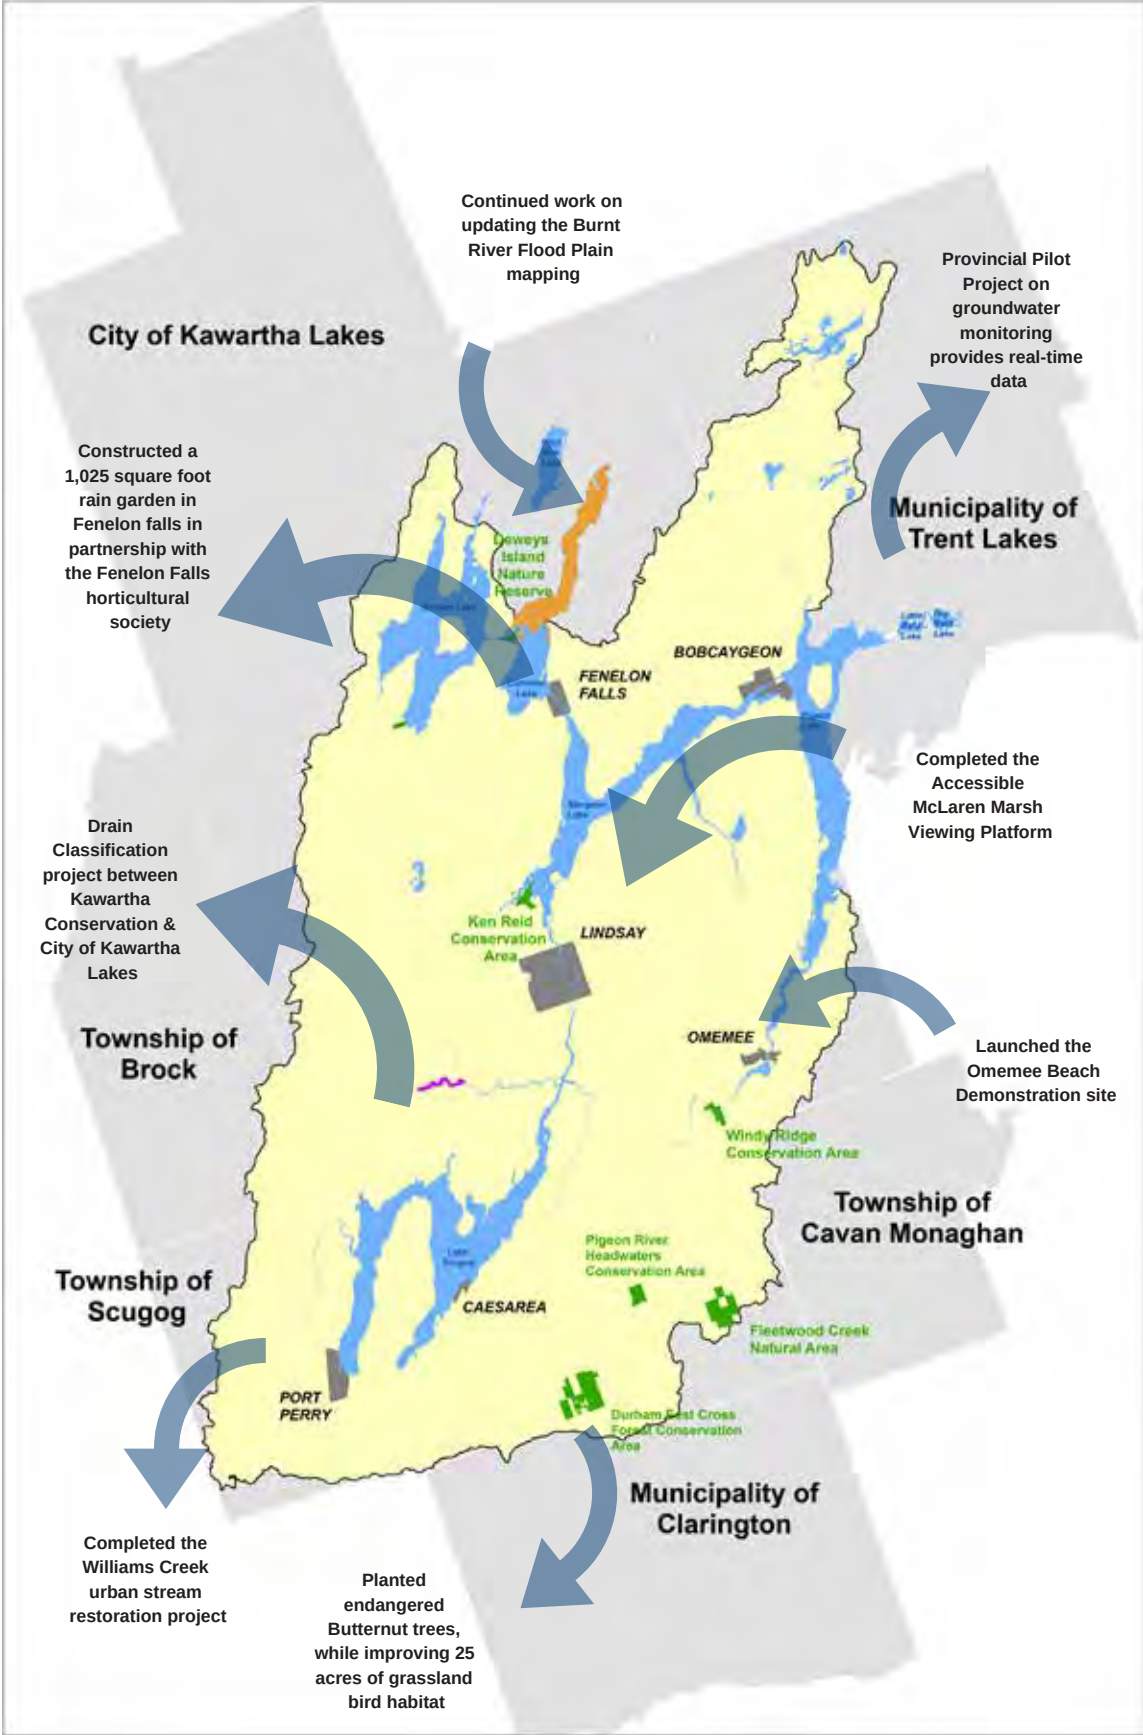 Continued work on
updating the Burnt
River Flood Plain
mapping
Provincial Pilot
Project on
groundwater
monitoring
provides real-time
data
City of Kawartha Lakes
Constructed a
1,025 square foot
rain garden in
Fenelon falls in
partnership with
the Fenelon Falls
horticultural
society
Municipality of
Trent Lakes
Deweys
Island
Nature
Reserve
BOBCAYGEON
FENELON
FALLS
Lake
Lake
Lake
Completed the
Accessible
McLaren Marsh
Viewing Platform
Sturgeon
Lake
Drain
Classification
project between
Kawartha
Conservation &
City of Kawartha
Lakes
Ken Reid
Conservation
Area
LINDSAY
Township of
Brock
OMEMEE
Launched the
Omemee Beach
Demonstration site
Windy Ridge
Conservation Area
Township of
Cavan Monaghan
Pigeon River
Headwaters
Conservation Area
Lake
Scugog
Township of
Scugog
CAESAREA
Fleetwood Creek
Natural Area
PORT
PERRY
Durham East Cross
Forest Conservation
Area
Municipality of
Clarington
Completed the
Williams Creek
urban stream
restoration project
Planted
endangered
Butternut trees,
while improving 25
acres of grassland
bird habitat